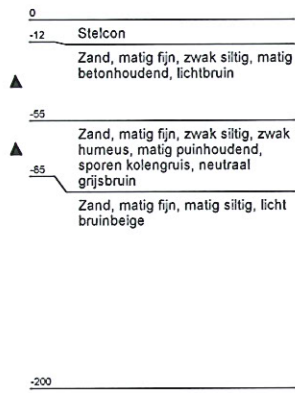 0
-12 Stelcon
Zand, matig fijn, zwak siltig, matig
betonhoudend, lichtbruin
-55
Zand, matig fijn, zwak siltig, zwak
humeus, matig puinhoudend,
sporen kolengruis, neutraal
-85
grijsbruin
Zand, matig fijn, matig siltig, licht
bruinbeige
-200